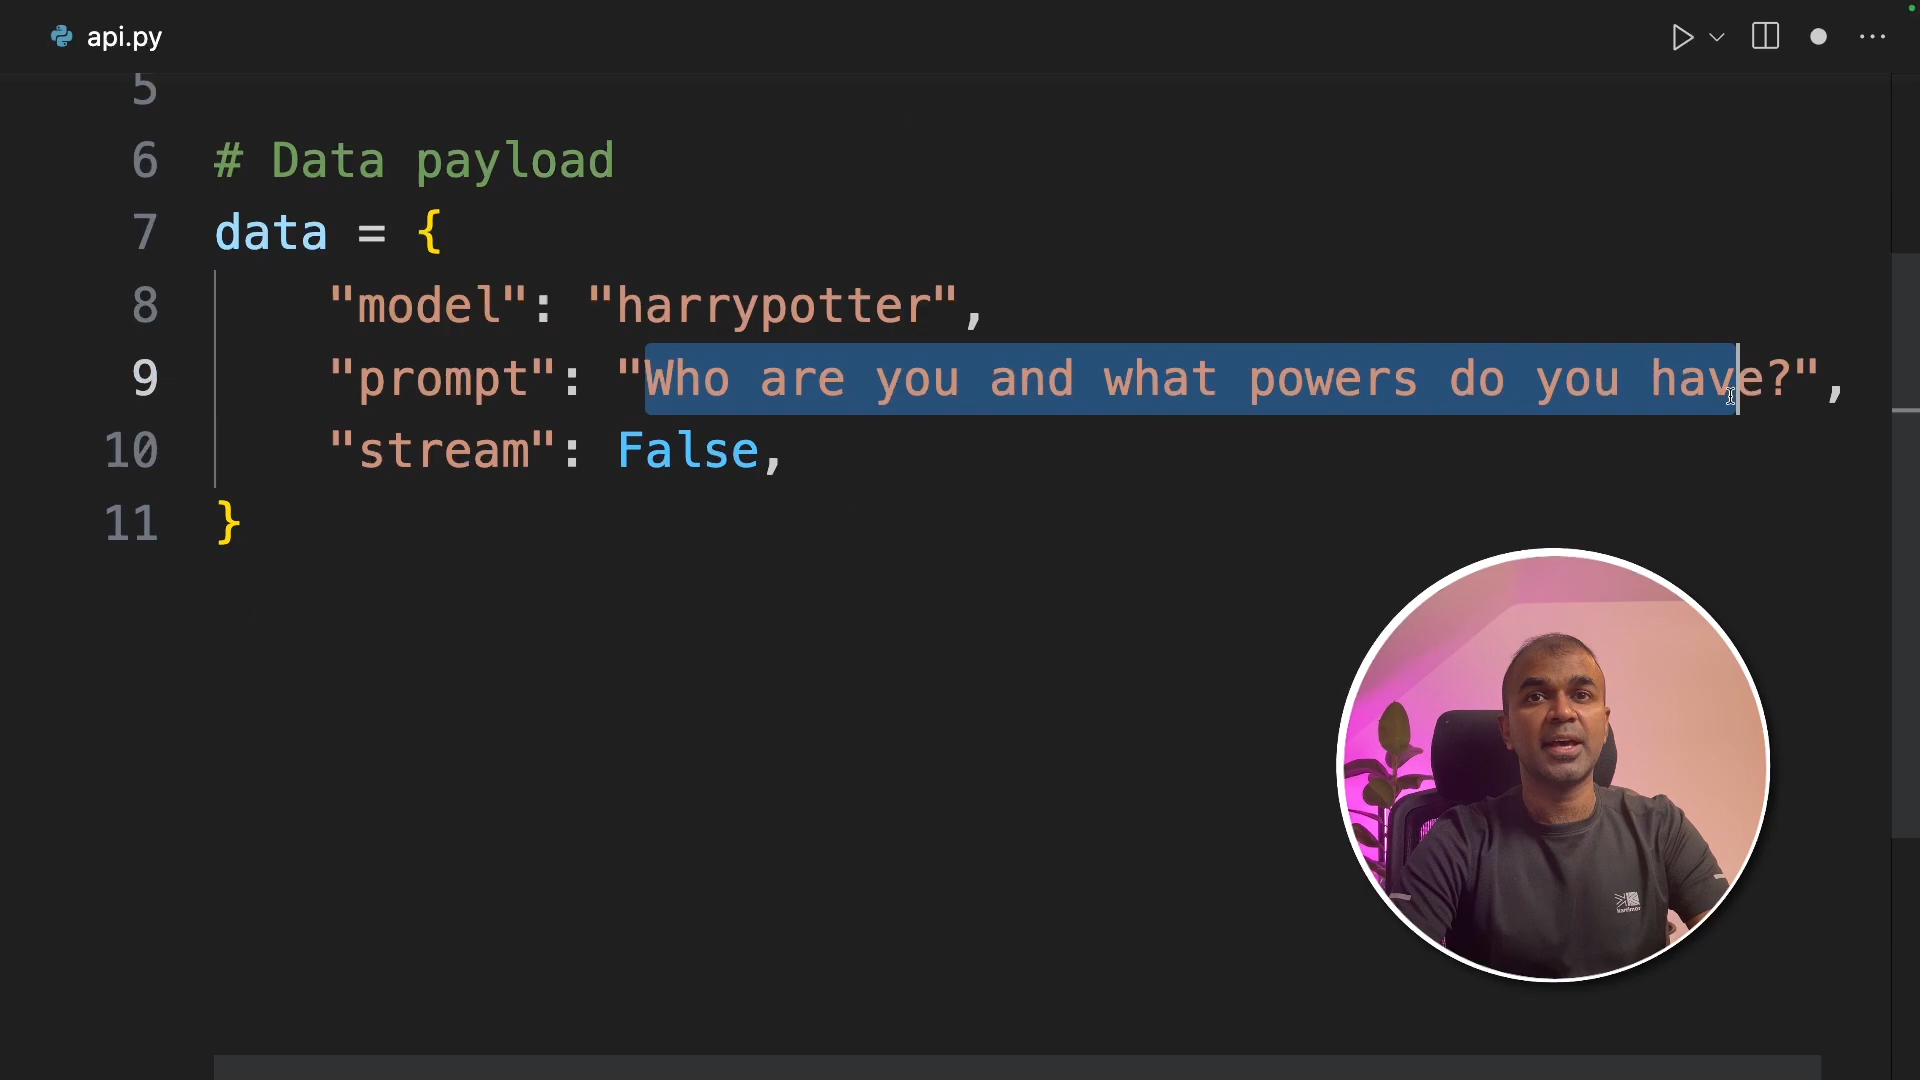 api.py
5
6 # Data payload
7 data = {
8 "model": "harrypotter",
9 "prompt": "Who are you and what powers do you have?",
10 "stream": False,
11 }